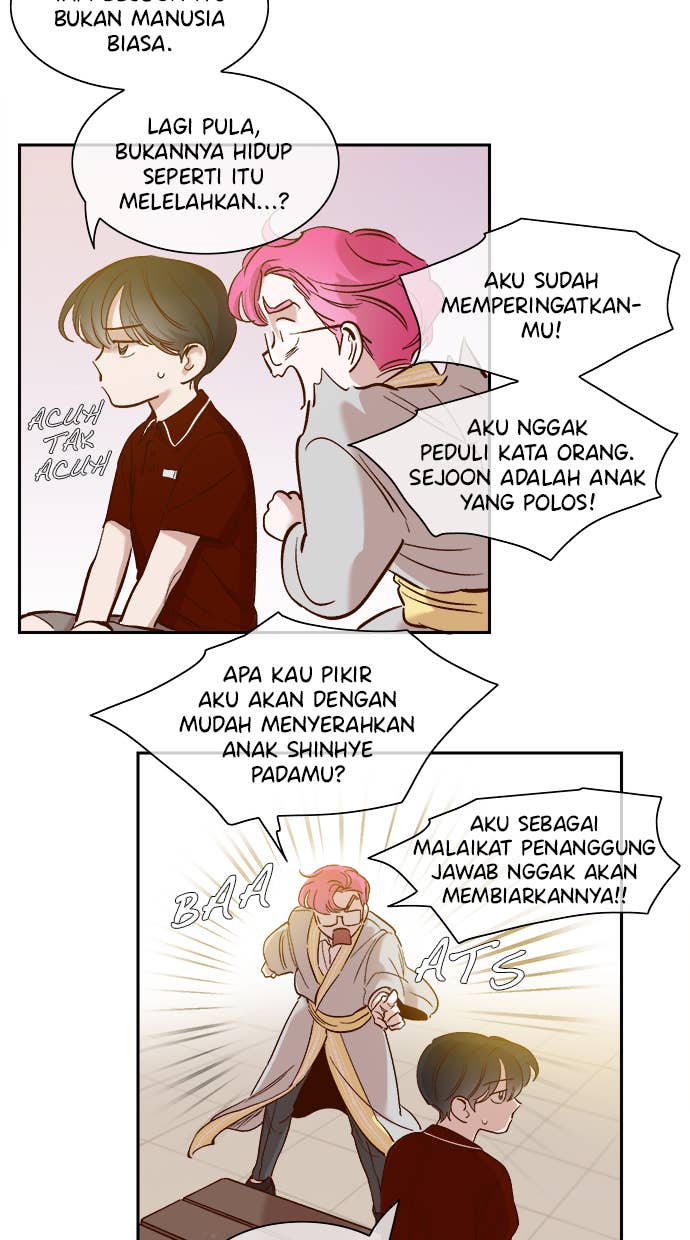 BUKAN MANUSIA
BIASA.
LAGI PULA,
BUKANNYA HIDUP
SEPERTI ITU
MELELAHKAN...?
AKU SUDAH
MEMPERINGATKAN-
MU!
ACUH
TAK
ACUH
AKU NGGAK
PEDULI KATA ORANG.
SEJOON ADALAH ANAK
YANG POLOS!
APA KAU PIKIR
AKU AKAN DENGAN
MUDAH MENYERAHKAN
ANAK SHINHYE
PADAMU?
AKU SEBAGAI
MALAIKAT PENANGGUNG
JAWAB NGGAK AKAN
MEMBIARKANNYA!!
BAA
ATS